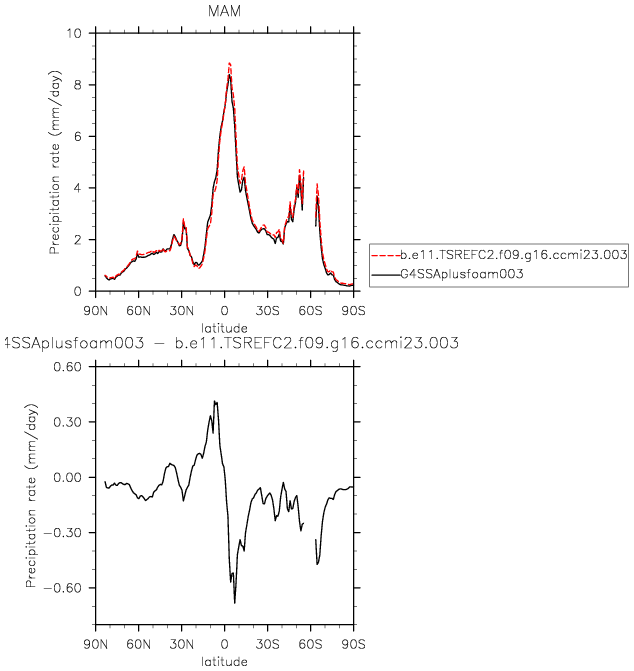 MAM
10
8
6
4
2
0
Precipitation rate (mm/day)
90N 60N 30N 0 30S 60S 90S
latitude
b.e11.TSREFC2.f09.g16.ccmi23.003
G4SSAplusfoam003
4SSAplusfoam003 − b.e11.TSREFC2.f09.g16.ccmi23.003
0.60
0.30
0.00
−0.30
−0.60
Precipitation rate (mm/day)
90N 60N 30N 0 30S 60S 90S
latitude